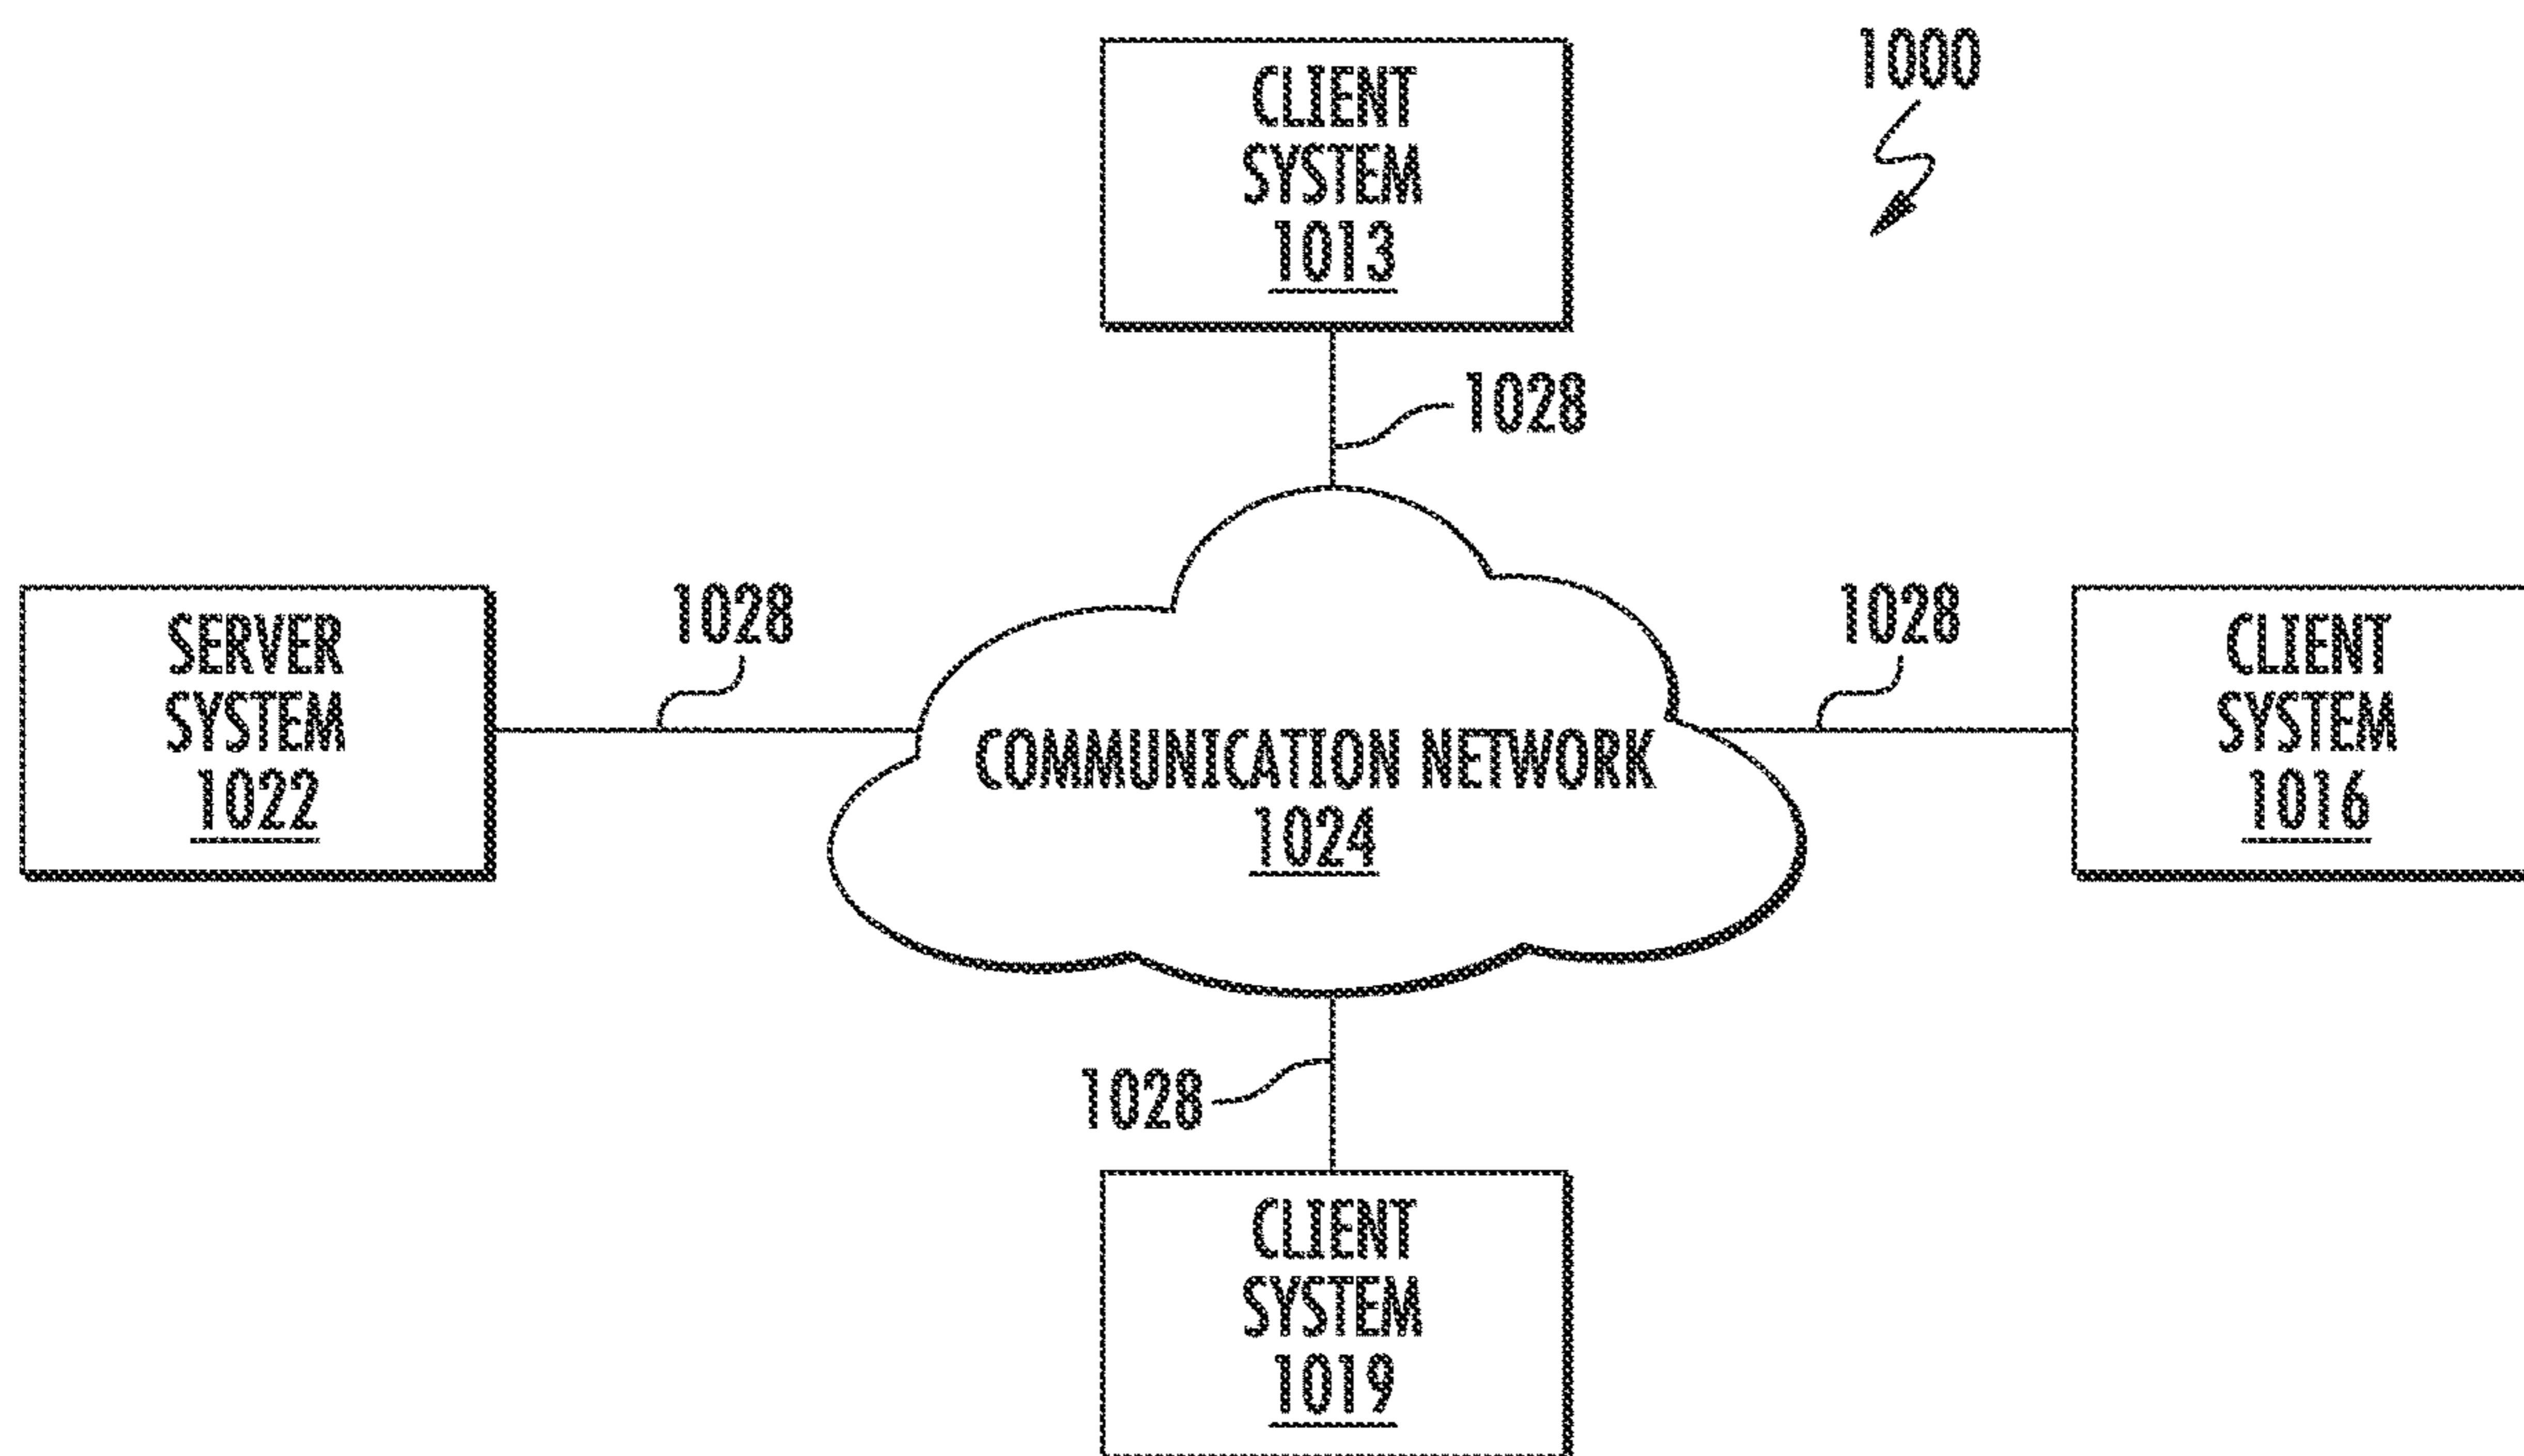 1000
CLIENT
SYSTEM
1013
1028
1028
1028
SERVER
SYSTEM
1022
COMMUNICATION NETWORK
1024
CLIENT
SYSTEM
1016
1028
CLIENT
SYSTEM
1019